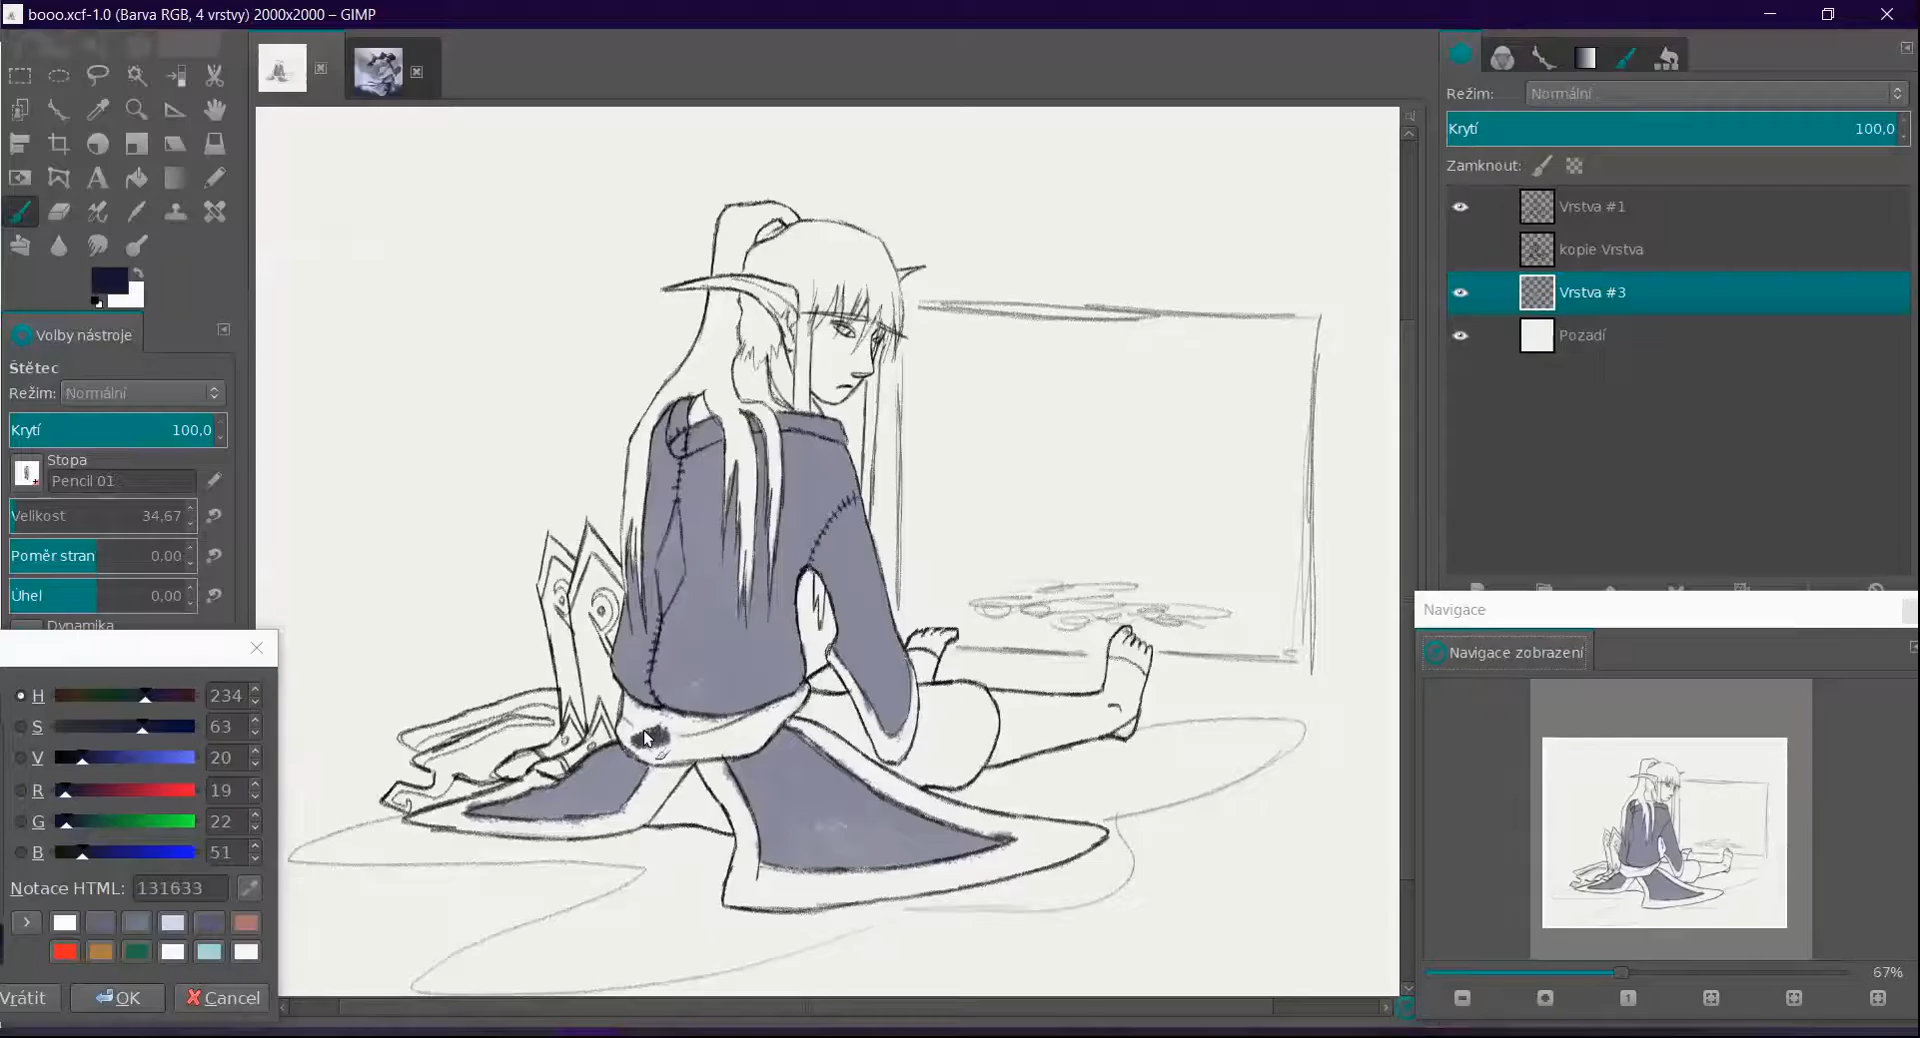 booo.xcf-1.0 (Barva RGB, 4 vrstvy) 2000x2000 – GIMP
Režim: Normální
Krytí 100,0
Zamknout:
Vrstva #1
kopie Vrstva
Vrstva #3
Pozadí
Volby nástroje
Štětec
Režim: Normální
Krytí 100,0
Stopa
Pencil 01
Velikost 34,67
Poměr stran 0.00
Úhel 0,00
Dynamika
H 234
S 63
V 20
R 19
G 22
B 51
Notace HTML: 131633
Vrátit OK Cancel
Navigace
Navigace zobrazení
67%